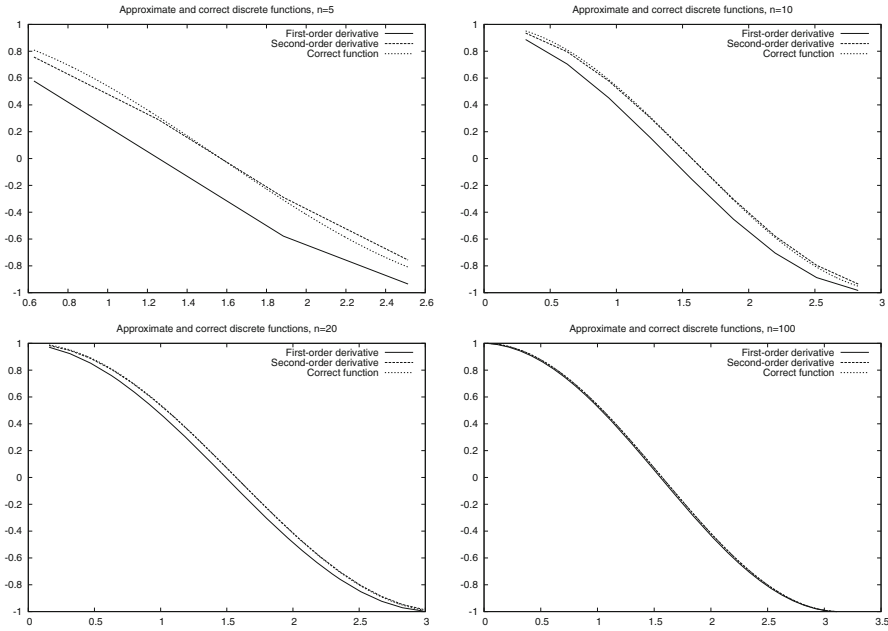 Approximate and correct discrete functions, n=5
First-order derivative
Second-order derivative
Correct function
1
0.8
0.6
0.4
0.2
0
-0.2
-0.4
-0.6
-0.8
-1
0.6 0.8 1 1.2 1.4 1.6 1.8 2 2.2 2.4 2.6
Approximate and correct discrete functions, n=10
First-order derivative
Second-order derivative
Correct function
1
0.8
0.6
0.4
0.2
0
-0.2
-0.4
-0.6
-0.8
-1
0 0.5 1 1.5 2 2.5 3
Approximate and correct discrete functions, n=20
First-order derivative
Second-order derivative
Correct function
1
0.8
0.6
0.4
0.2
0
-0.2
-0.4
-0.6
-0.8
-1
0 0.5 1 1.5 2 2.5 3
Approximate and correct discrete functions, n=100
First-order derivative
Second-order derivative
Correct function
1
0.8
0.6
0.4
0.2
0
-0.2
-0.4
-0.6
-0.8
-1
0 0.5 1 1.5 2 2.5 3 3.5